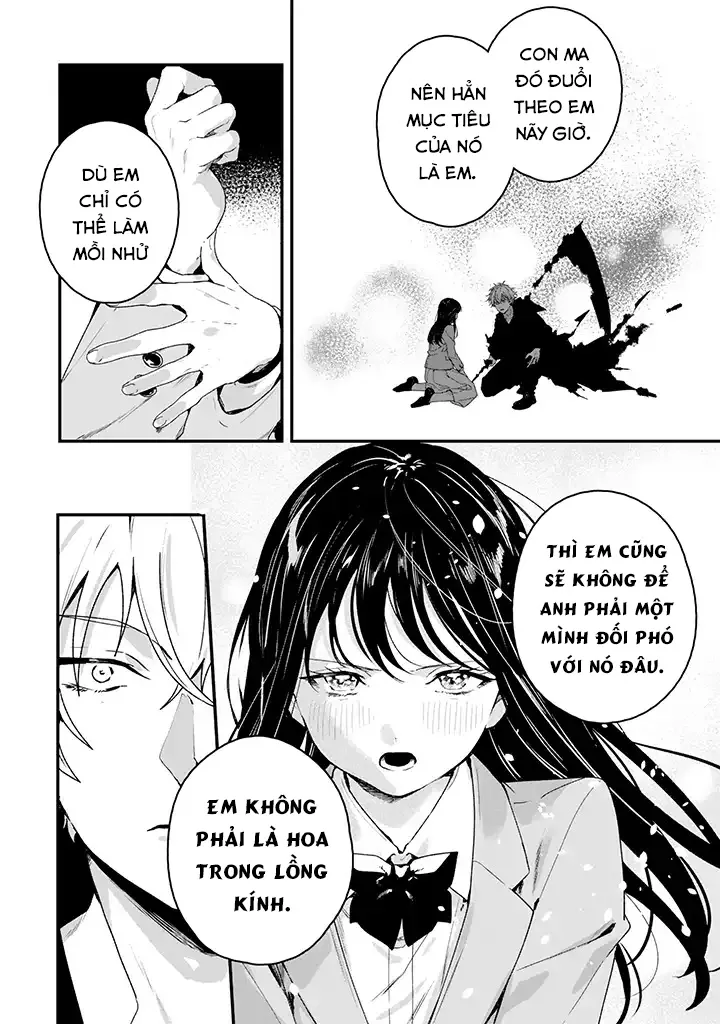 CON MA
ĐÓ ĐUỔI
THEO EM
NÃY GIỜ.
NÊN HẲN
MỤC TIÊU
CỦA NÓ
LÀ EM.
DÙ EM
CHỈ CÓ
THỂ LÀM
MỒI NHỬ
THÌ EM CŨNG
SẼ KHÔNG ĐỂ
ANH PHẢI MỘT
MÌNH ĐỐI PHÓ
VỚI NÓ ĐÂU.
EM KHÔNG
PHẢI LÀ HOA
TRONG LỒNG
KÍNH.